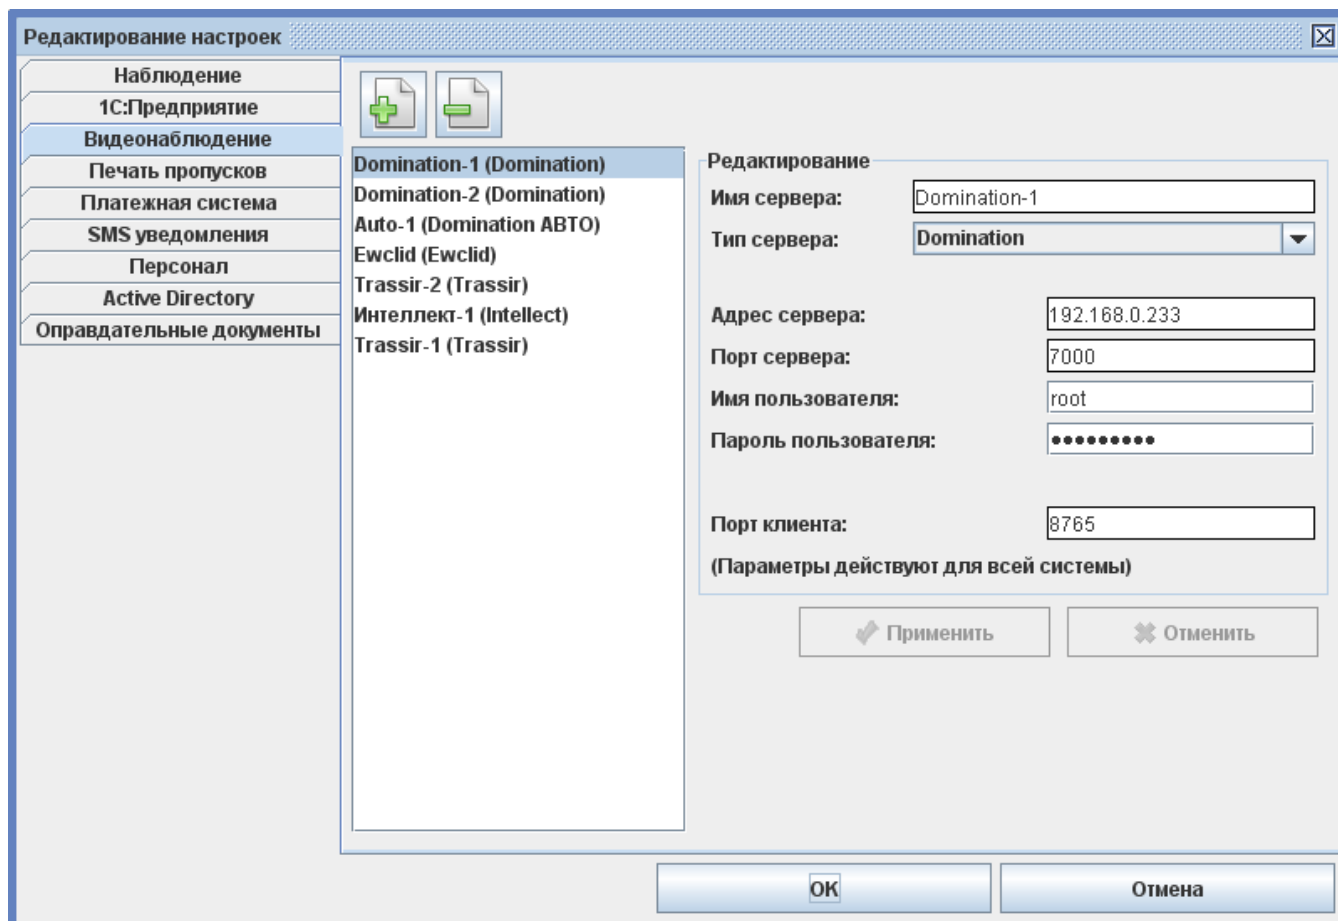 Редактирование настроек
Наблюдение
1С:Предприятие
Видеонаблюдение
Печать пропусков
Платежная система
SMS уведомления
Персонал
Active Directory
Оправдательные документы
Domination-1 (Domination)
Domination-2 (Domination)
Auto-1 (Domination АВТО)
Ewclid (Ewclid)
Trassir-2 (Trassir)
Интеллект-1 (Intellect)
Trassir-1 (Trassir)
Редактирование
Имя сервера: Domination-1
Тип сервера: Domination
Адрес сервера: 192.168.0.233
Порт сервера: 7000
Имя пользователя: root
Пароль пользователя: •••••••••
Порт клиента: 8765
(Параметры действуют для всей системы)
Применить Отменить
ОК Отмена